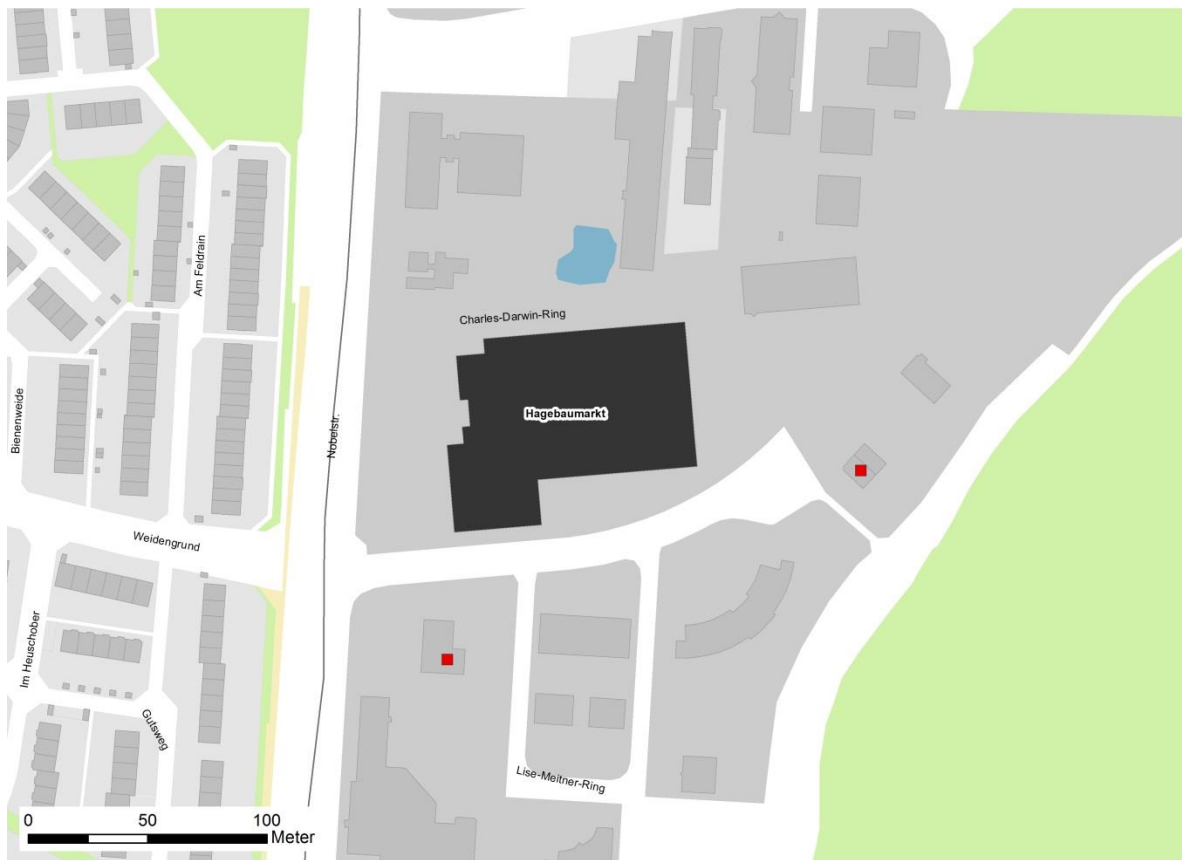 Am Feldrain
Charles-Darwin-Ring
Bienenweide
Nobelstr.
Hagebaumarkt
Weidengrund
Im Heuschober
Gutsweg
Lise-Meitner-Ring
0 50 100
Meter